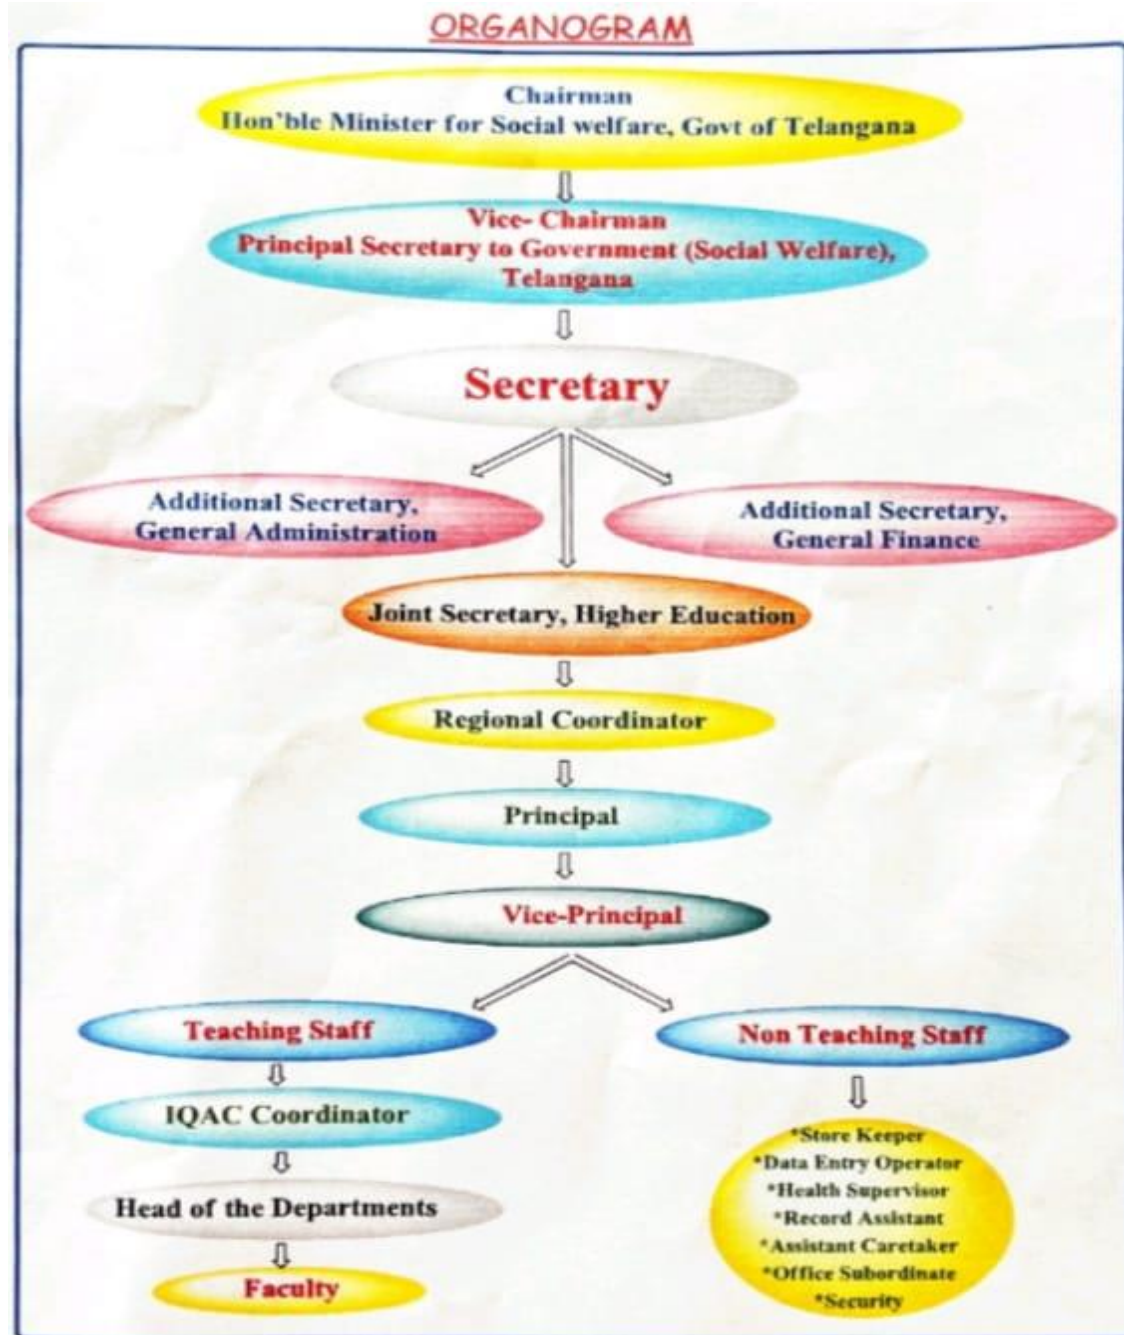 ORGANOGRAM
Chairman
Hon'ble Minister for Social welfare, Govt of Telangana
Vice- Chairman
Principal Secretary to Government (Social Welfare),
Telangana
Secretary
Additional Secretary,
General Administration
Additional Secretary,
General Finance
Joint Secretary, Higher Education
Regional Coordinator
Principal
Vice-Principal
Teaching Staff
Non Teaching Staff
IQAC Coordinator
Head of the Departments
Faculty
*Store Keeper
*Data Entry Operator
*Health Supervisor
*Record Assistant
*Assistant Caretaker
*Office Subordinate
*Security